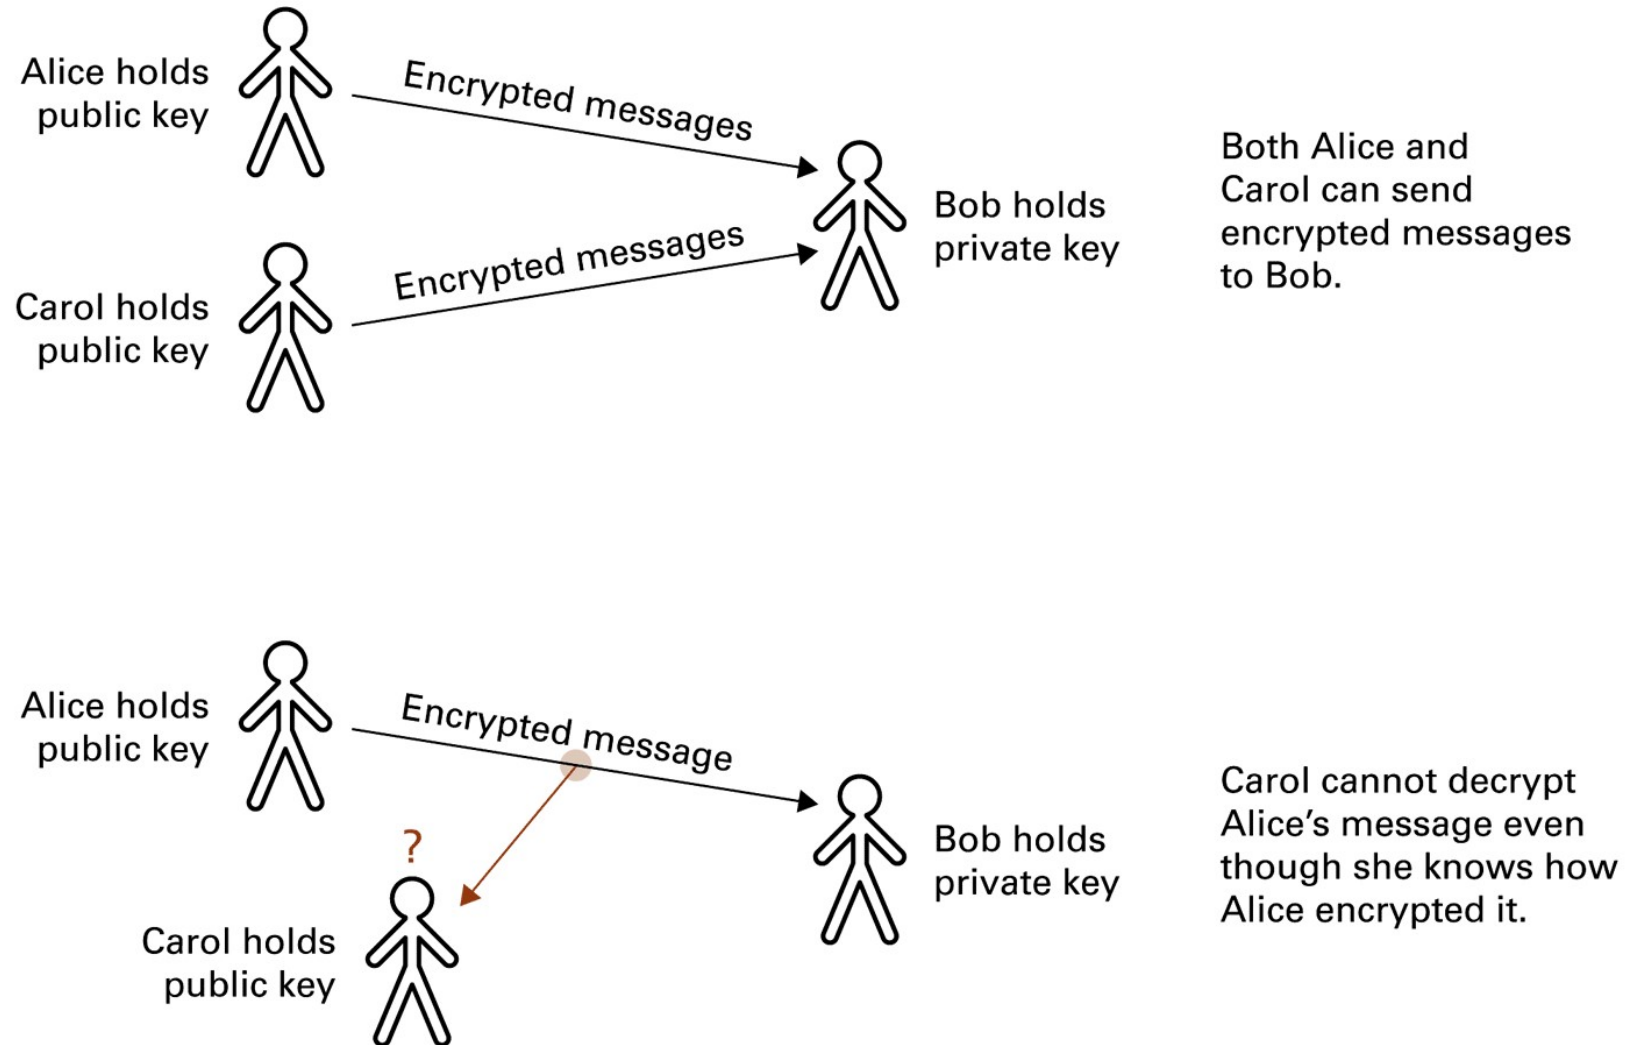 Alice holds
public key
Encrypted messages
Carol holds
public key
Encrypted messages
Bob holds
private key
Both Alice and
Carol can send
encrypted messages
to Bob.
Alice holds
public key
Encrypted message
?
Carol holds
public key
Bob holds
private key
Carol cannot decrypt
Alice’s message even
though she knows how
Alice encrypted it.